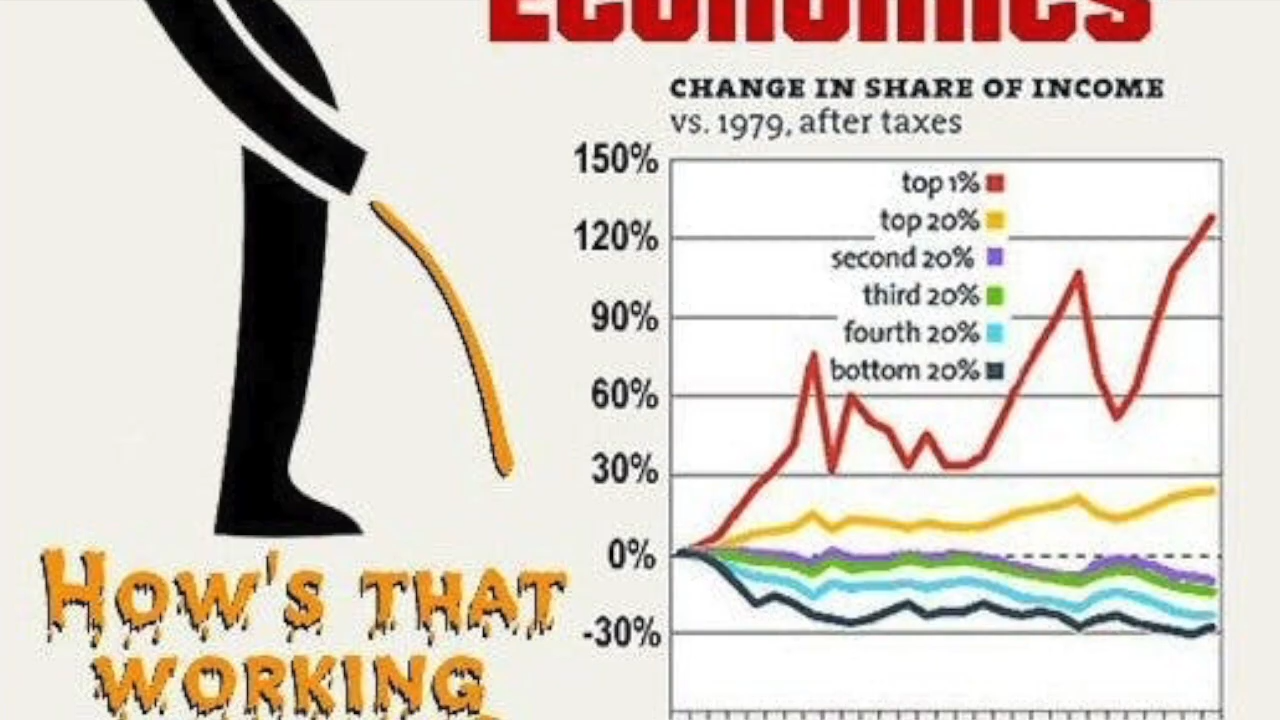 Economics
CHANGE IN SHARE OF INCOME
vs. 1979, after taxes
150%
120%
90%
60%
30%
0%
-30%
top 1%
top 20%
second 20%
third 20%
fourth 20%
bottom 20%
HOW'S THAT
WORKING